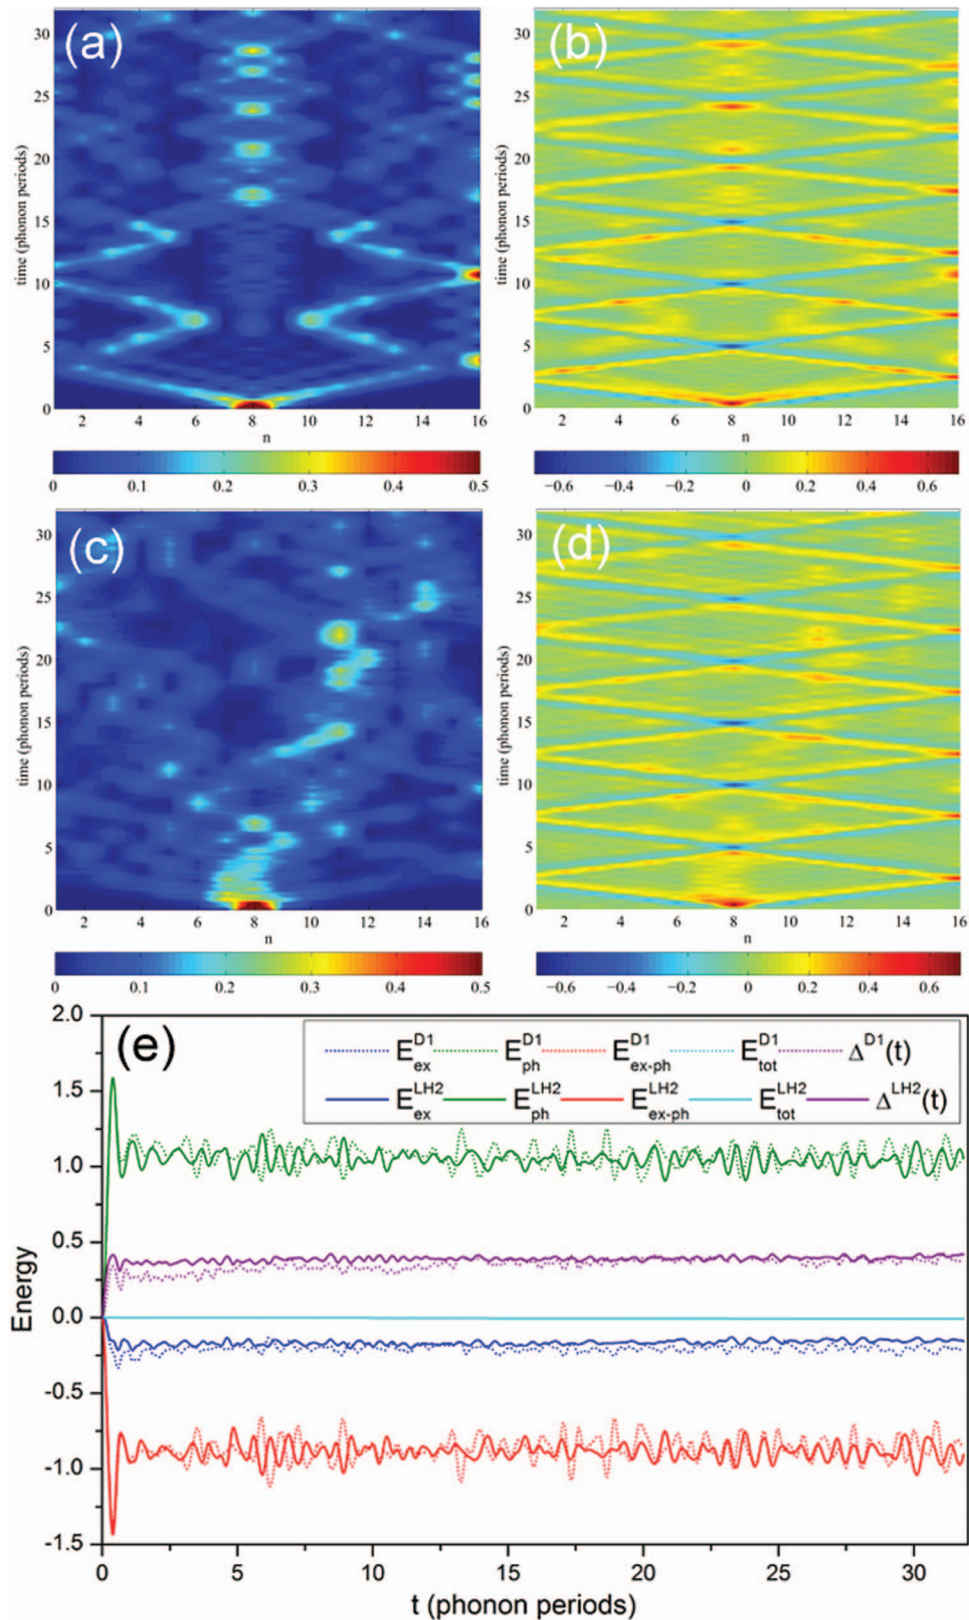 (a)
(b)
time (phonon periods)
30
25
20
15
10
5
0
2 4 6 8 10 12 14 16
n
0 0.1 0.2 0.3 0.4 0.5
time (phonon periods)
30
25
20
15
10
5
0
2 4 6 8 10 12 14 16
n
−0.6 −0.4 −0.2 0 0.2 0.4 0.6
(c)
(d)
time (phonon periods)
30
25
20
15
10
5
0
2 4 6 8 10 12 14 16
n
0 0.1 0.2 0.3 0.4 0.5
time (phonon periods)
30
25
20
15
10
5
0
2 4 6 8 10 12 14 16
n
−0.6 −0.4 −0.2 0 0.2 0.4 0.6
(e)
E_ex^D1 E_ph^D1 E_ex-ph^D1 E_tot^D1 Δ^D1(t)
E_ex^LH2 E_ph^LH2 E_ex-ph^LH2 E_tot^LH2 Δ^LH2(t)
Energy
2.0
1.5
1.0
0.5
0.0
-0.5
-1.0
-1.5
0 5 10 15 20 25 30
t (phonon periods)